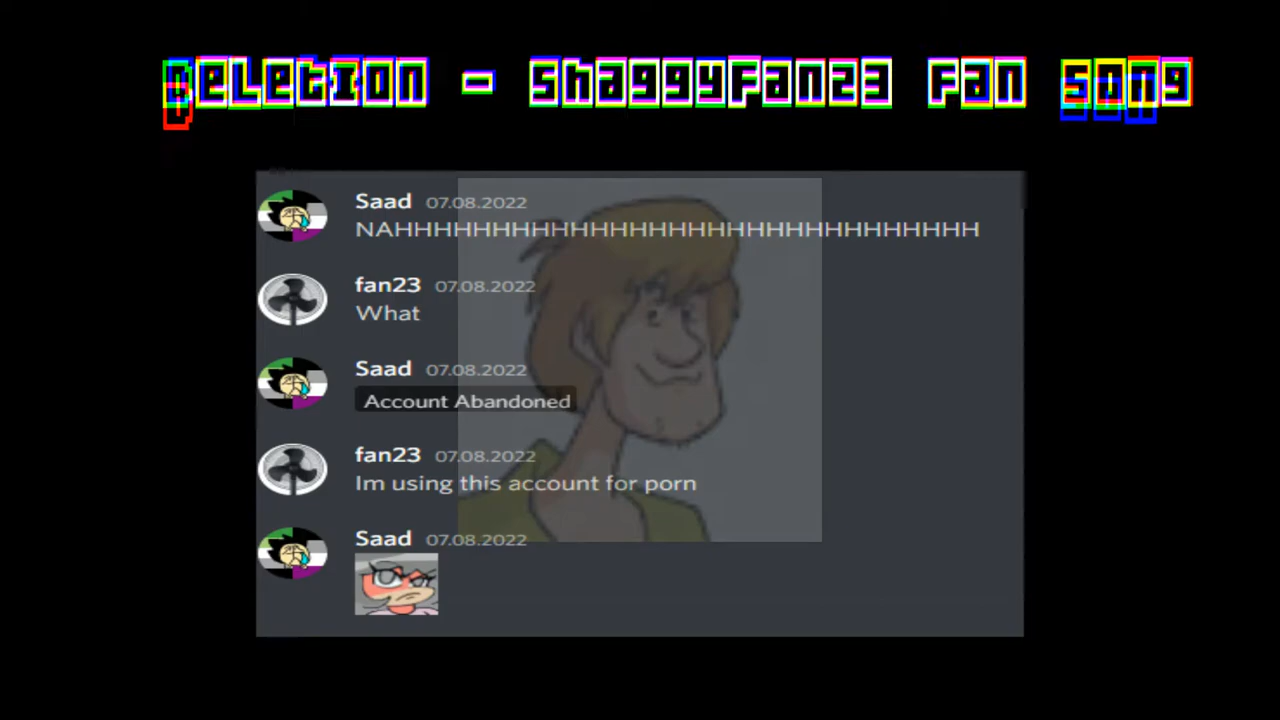 DeLetIon - ShaggyFan23 Fan Song
Saad 07.08.2022
NAHHHHHHHHHHHHHHHHHHHHHHHHHHHHHH
fan23 07.08.2022
What
Saad 07.08.2022
Account Abandoned
fan23 07.08.2022
Im using this account for porn
Saad 07.08.2022